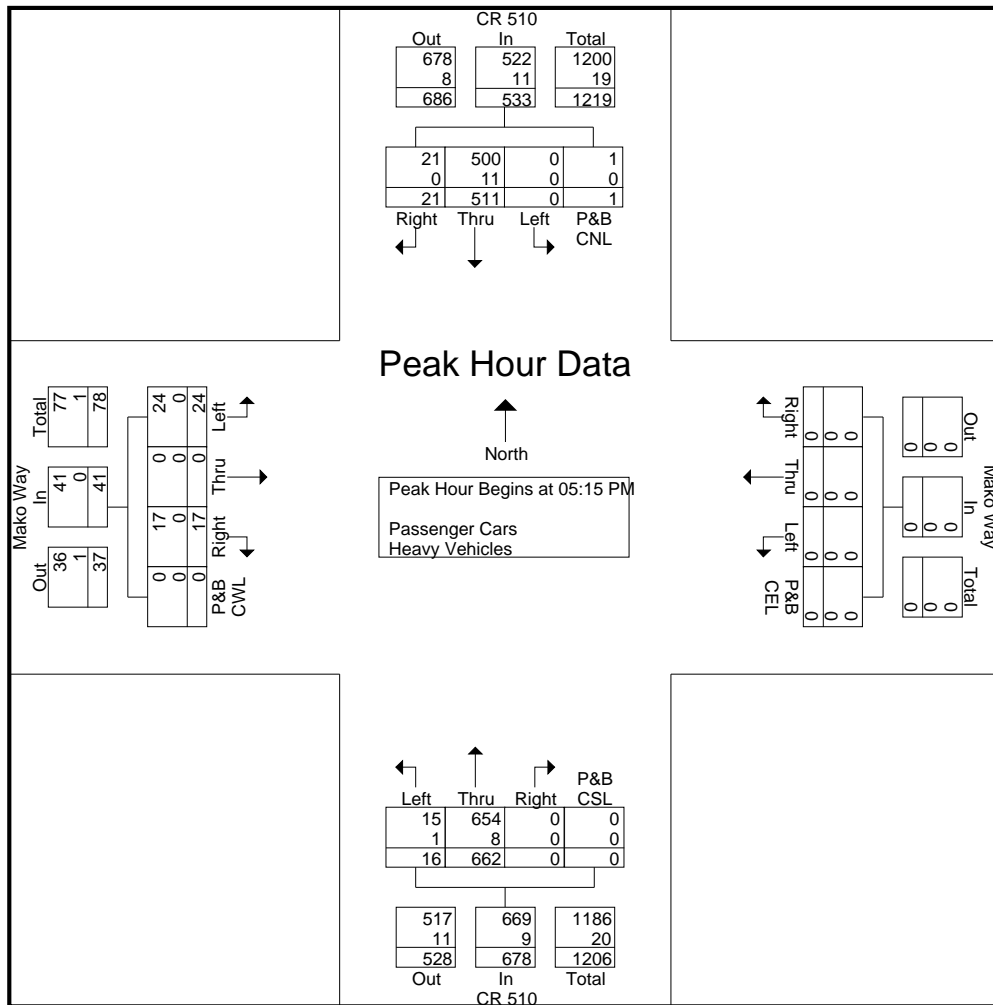 CR 510
Out In Total
678 522 1200
8 11 19
686 533 1219
21 500 0 1
0 11 0 0
21 511 0 1
Right Thru Left P&B
CNL
Peak Hour Data
North
Peak Hour Begins at 05:15 PM
Passenger Cars
Heavy Vehicles
Mako Way
Total In Out
77 41 36
1 0 1
78 41 37
24 0 17 0
0 0 0 0
24 0 17 0
Left Thru Right P&B
CWL
Mako Way
Out In Total
0 0 0
0 0 0
0 0 0
Right Thru Left P&B
CEL
0 0 0 0
0 0 0 0
0 0 0 0
P&B
Left Thru Right CSL
15 654 0 0
1 8 0 0
16 662 0 0
517 669 1186
11 9 20
528 678 1206
Out In Total
CR 510